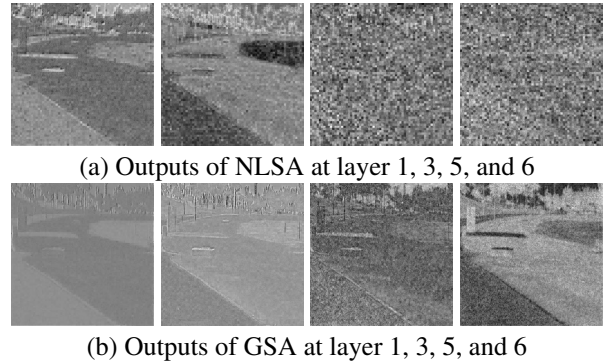 (a) Outputs of NLSA at layer 1, 3, 5, and 6
(b) Outputs of GSA at layer 1, 3, 5, and 6